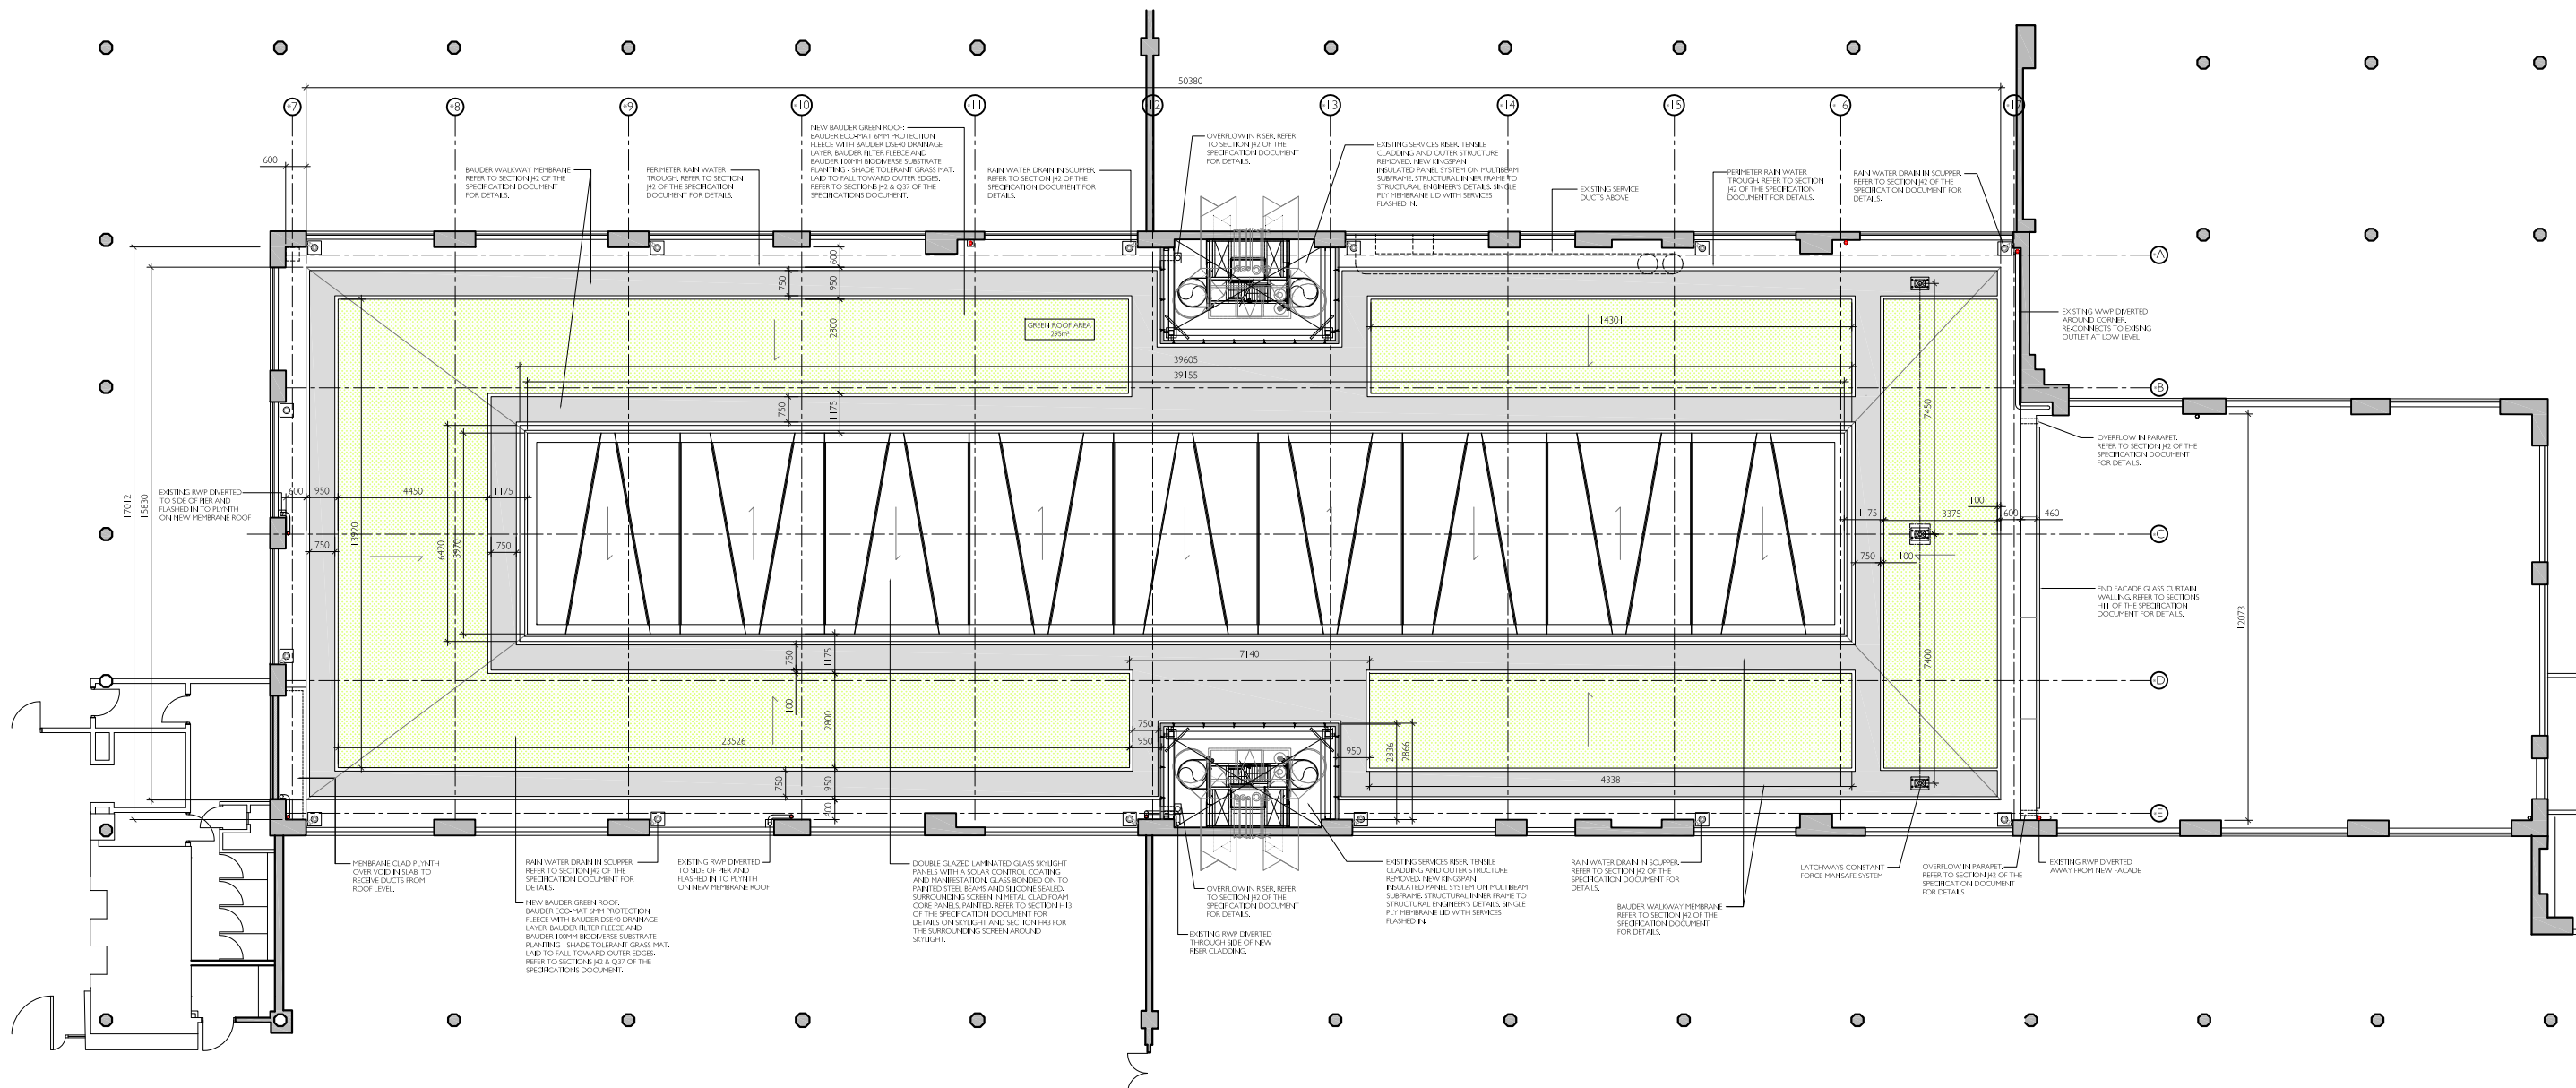 50380
+7
+8
+9
+10
+11
+12
+13
+14
+15
+16
+17
600
BAUDER WALKWAY MEMBRANE
REFER TO SECTION J42 OF THE
SPECIFICATION DOCUMENT
FOR DETAILS.
PERIMETER RAIN WATER
TROUGH, REFER TO SECTION
J42 OF THE SPECIFICATION
DOCUMENT FOR DETAILS.
NEW BAUDER GREEN ROOF:
BAUDER ECO-MAT 6MM PROTECTION
FLEECE WITH BAUDER DSE40 DRAINAGE
LAYER, BAUDER FILTER FLEECE AND
BAUDER 100MM BIODIVERSE SUBSTRATE
PLANTING - SHADE TOLERANT GRASS MAT.
LAID TO FALL TOWARD OUTER EDGES.
REFER TO SECTIONS J42 & Q37 OF THE
SPECIFICATIONS DOCUMENT.
RAIN WATER DRAIN IN SCUPPER.
REFER TO SECTION J42 OF THE
SPECIFICATION DOCUMENT FOR
DETAILS.
OVERFLOW IN RISER, REFER
TO SECTION J42 OF THE
SPECIFICATION DOCUMENT
FOR DETAILS.
EXISTING SERVICES RISER. TENSILE
CLADDING AND OUTER STRUCTURE
REMOVED. NEW KINGSPAN
INSULATED PANEL SYSTEM ON MULTIBEAM
SUBFRAME. STRUCTURAL INNER FRAME TO
STRUCTURAL ENGINEER'S DETAILS. SINGLE
PLY MEMBRANE LID WITH SERVICES
FLASHED IN.
EXISTING SERVICE
DUCTS ABOVE
PERIMETER RAIN WATER
TROUGH. REFER TO SECTION
J42 OF THE SPECIFICATION
DOCUMENT FOR DETAILS.
RAIN WATER DRAIN IN SCUPPER.
REFER TO SECTION J42 OF THE
SPECIFICATION DOCUMENT FOR
DETAILS.
A
600
750
950
2800
GREEN ROOF AREA
295m²
14301
39605
39155
750
1175
B
7450
EXISTING WWP DIVERTED
AROUND CORNER.
RE-CONNECTS TO EXISING
OUTLET AT LOW LEVEL
OVERFLOW IN PARAPET.
REFER TO SECTION J42 OF THE
SPECIFICATION DOCUMENT
FOR DETAILS.
EXISTING RWP DIVERTED
TO SIDE OF PIER AND
FLASHED IN TO PLYNTH
ON NEW MEMBRANE ROOF
17012
15830
600
950
4450
1175
750
13920
6420
5970
750
100
1175
3375
600
460
750
100
C
END FACADE GLASS CURTAIN
WALLING. REFER TO SECTIONS
H11 OF THE SPECIFICATION
DOCUMENT FOR DETAILS.
12073
7400
D
750
1175
7140
100
2800
23526
750
950
950
2836
2866
14338
750
950
600
E
MEMBRANE CLAD PLYNTH
OVER VOID IN SLAB, TO
RECEIVE DUCTS FROM
ROOF LEVEL.
RAIN WATER DRAIN IN SCUPPER.
REFER TO SECTION J42 OF THE
SPECIFICATION DOCUMENT FOR
DETAILS.
NEW BAUDER GREEN ROOF:
BAUDER ECO-MAT 6MM PROTECTION
FLEECE WITH BAUDER DSE40 DRAINAGE
LAYER, BAUDER FILTER FLEECE AND
BAUDER 100MM BIODIVERSE SUBSTRATE
PLANTING - SHADE TOLERANT GRASS MAT.
LAID TO FALL TOWARD OUTER EDGES.
REFER TO SECTIONS J42 & Q37 OF THE
SPECIFICATIONS DOCUMENT.
EXISTING RWP DIVERTED
TO SIDE OF PIER AND
FLASHED IN TO PLYNTH
ON NEW MEMBRANE ROOF
DOUBLE GLAZED LAMINATED GLASS SKYLIGHT
PANELS WITH A SOLAR CONTROL COATING
AND MANIFESTATION. GLASS BONDED ON TO
PAINTED STEEL BEAMS AND SILICONE SEALED.
SURROUNDING SCREEN IN METAL CLAD FOAM
CORE PANELS, PAINTED. REFER TO SECTION H13
OF THE SPECIFICATION DOCUMENT FOR
DETAILS ON SKYLIGHT AND SECTION H43 FOR
THE SURROUNDING SCREEN AROUND
SKYLIGHT.
OVERFLOW IN RISER, REFER
TO SECTION J42 OF THE
SPECIFICATION DOCUMENT
FOR DETAILS.
EXISTING RWP DIVERTED
THROUGH SIDE OF NEW
RISER CLADDING.
EXISTING SERVICES RISER. TENSILE
CLADDING AND OUTER STRUCTURE
REMOVED. NEW KINGSPAN
INSULATED PANEL SYSTEM ON MULTIBEAM
SUBFRAME. STRUCTURAL INNER FRAME TO
STRUCTURAL ENGINEER'S DETAILS. SINGLE
PLY MEMBRANE LID WITH SERVICES
FLASHED IN.
RAIN WATER DRAIN IN SCUPPER.
REFER TO SECTION J42 OF THE
SPECIFICATION DOCUMENT FOR
DETAILS.
BAUDER WALKWAY MEMBRANE
REFER TO SECTION J42 OF THE
SPECIFICATION DOCUMENT
FOR DETAILS.
LATCHWAYS CONSTANT
FORCE MANSAFE SYSTEM
OVERFLOW IN PARAPET.
REFER TO SECTION J42 OF THE
SPECIFICATION DOCUMENT
FOR DETAILS.
EXISTING RWP DIVERTED
AWAY FROM NEW FACADE